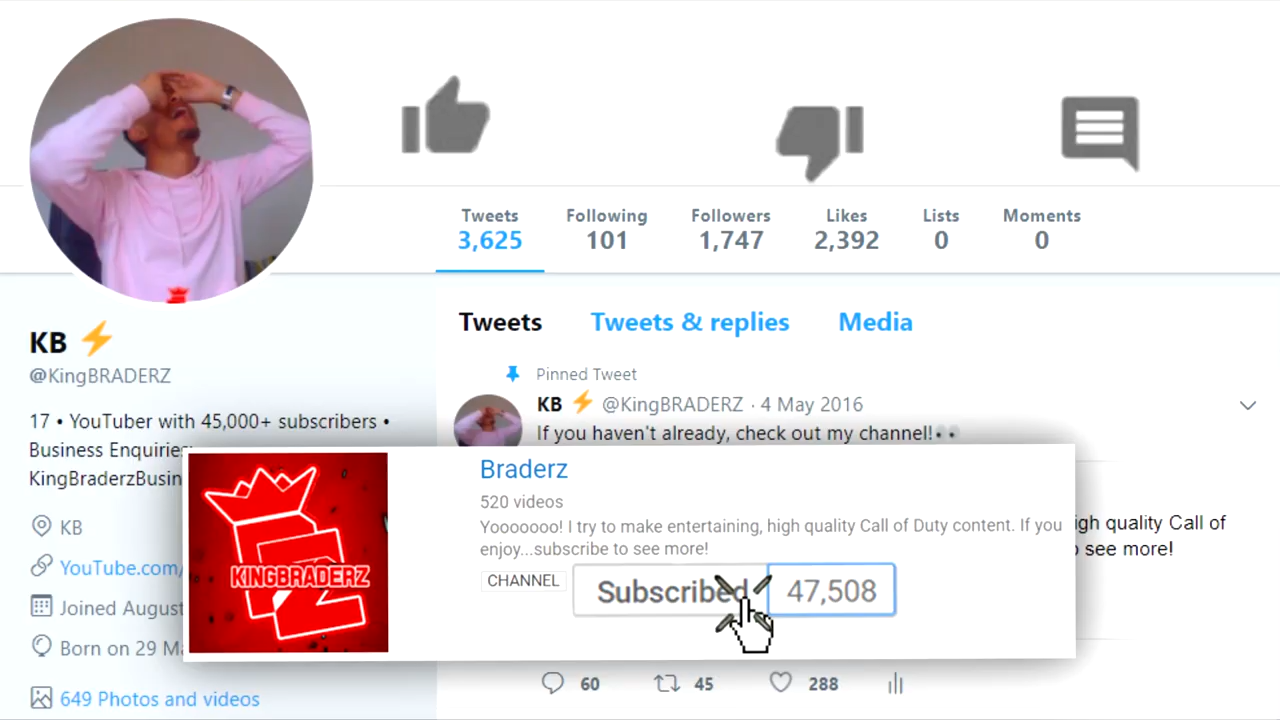 Tweets Following Followers Likes Lists Moments
3,625 101 1,747 2,392 0 0
KB ⚡
@KingBRADERZ
17 • YouTuber with 45,000+ subscribers •
Business Enquiries
KingBraderzBusin
KB
YouTube.com/
Joined August
Born on 29 Ma
649 Photos and videos
Tweets Tweets & replies Media
Pinned Tweet
KB ⚡ @KingBRADERZ · 4 May 2016
If you haven't already, check out my channel!👀
KINGBRADERZ
Braderz
520 videos
Yooooooo! I try to make entertaining, high quality Call of Duty content. If you
enjoy...subscribe to see more!
CHANNEL Subscribed 47,508
igh quality Call of
see more!
60 45 288